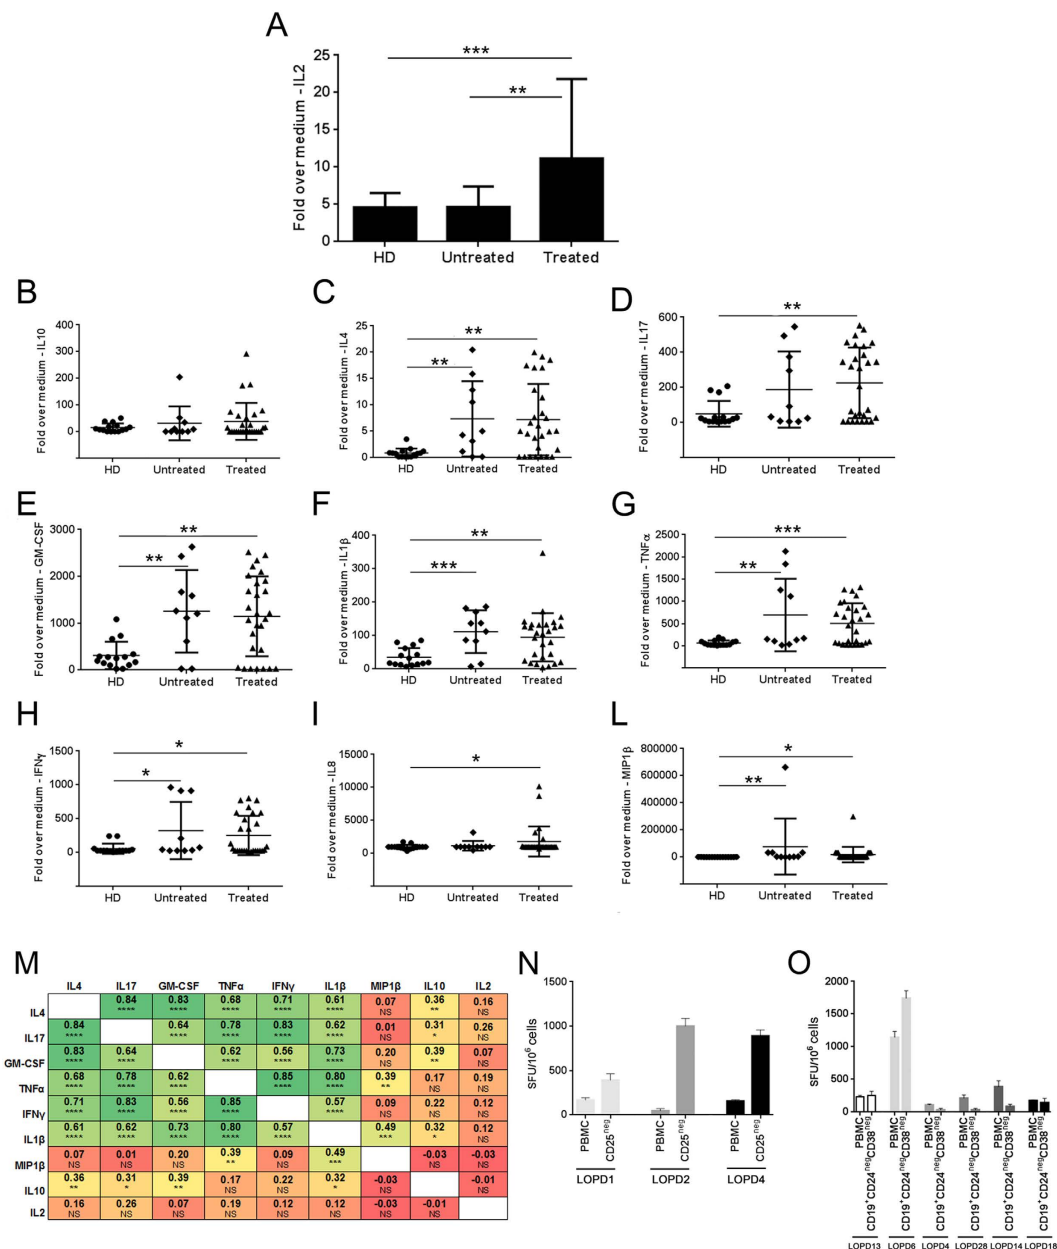 A
Fold over medium - IL2
25
20
15
10
5
0
***
**
HD Untreated Treated
B
Fold over medium - IL10
400
300
200
100
0
HD Untreated Treated
C
Fold over medium - IL4
25
20
15
10
5
0
**
**
HD Untreated Treated
D
Fold over medium - IL17
600
400
200
0
**
HD Untreated Treated
E
Fold over medium - GM-CSF
3000
2000
1000
0
**
**
HD Untreated Treated
F
Fold over medium - IL1β
400
300
200
100
0
**
***
HD Untreated Treated
G
Fold over medium - TNFα
2500
2000
1500
1000
500
0
***
**
HD Untreated Treated
H
Fold over medium - IFNγ
1500
1000
500
0
*
*
HD Untreated Treated
I
Fold over medium - IL8
15000
10000
5000
0
*
HD Untreated Treated
L
Fold over medium - MIP1β
800000
600000
400000
200000
0
*
**
HD Untreated Treated
M
IL4 IL17 GM-CSF TNFα IFNγ IL1β MIP1β IL10 IL2
IL4 0.84 0.83 0.68 0.71 0.61 0.07 0.36 0.16
**** **** **** **** **** NS ** NS
IL17 0.84 0.64 0.78 0.83 0.62 0.01 0.31 0.26
**** **** **** **** **** NS * NS
GM-CSF 0.83 0.64 0.62 0.56 0.73 0.20 0.39 0.07
**** **** **** **** **** NS ** NS
TNFα 0.68 0.78 0.62 0.85 0.80 0.39 0.17 0.19
**** **** **** **** **** ** NS NS
IFNγ 0.71 0.83 0.56 0.85 0.57 0.09 0.22 0.12
**** **** **** **** **** NS NS NS
IL1β 0.61 0.62 0.73 0.80 0.57 0.49 0.32 0.12
**** **** **** **** **** *** * NS
MIP1β 0.07 0.01 0.20 0.39 0.09 0.49 -0.03 -0.03
NS NS NS ** NS *** NS NS
IL10 0.36 0.31 0.39 0.17 0.22 0.32 -0.03 -0.01
** * ** NS NS * NS NS
IL2 0.16 0.26 0.07 0.19 0.12 0.12 -0.03 -0.01
NS NS NS NS NS NS NS NS
N
SFU/10⁶ cells
1500
1000
500
0
PBMC CD25neg PBMC CD25neg PBMC CD25neg
LOPD1 LOPD2 LOPD4
O
SFU/10⁶ cells
2000
1500
1000
500
0
PBMC CD19⁺CD24negCD38neg PBMC CD19⁺CD24negCD38neg PBMC CD19⁺CD24negCD38neg PBMC CD19⁺CD24negCD38neg PBMC CD19⁺CD24negCD38neg PBMC CD19⁺CD24negCD38neg
LOPD13 LOPD6 LOPD4 LOPD28 LOPD14 LOPD18